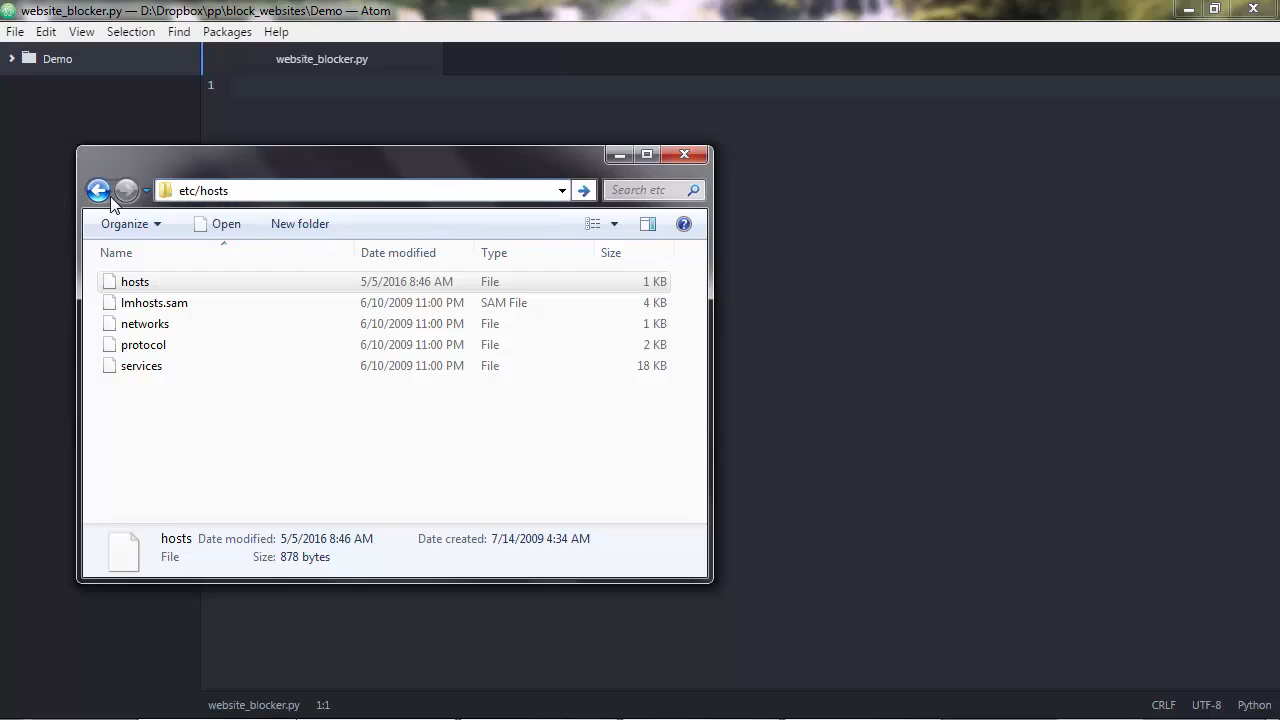 website_blocker.py — D:\Dropbox\pp\block_websites\Demo — Atom
File Edit View Selection Find Packages Help
Demo
website_blocker.py
1
etc/hosts
Search etc
Organize Open New folder
Name Date modified Type Size
hosts 5/5/2016 8:46 AM File 1 KB
lmhosts.sam 6/10/2009 11:00 PM SAM File 4 KB
networks 6/10/2009 11:00 PM File 1 KB
protocol 6/10/2009 11:00 PM File 2 KB
services 6/10/2009 11:00 PM File 18 KB
hosts Date modified: 5/5/2016 8:46 AM Date created: 7/14/2009 4:34 AM
File Size: 878 bytes
website_blocker.py 1:1 CRLF UTF-8 Python